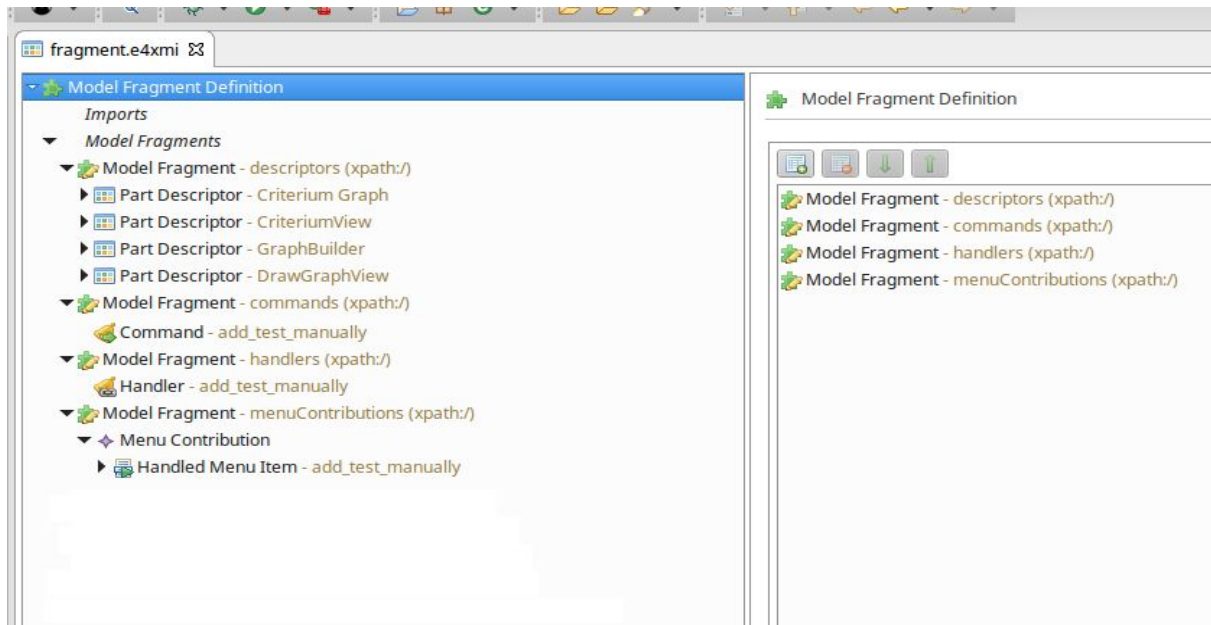 fragment.e4xmi
Model Fragment Definition
Imports
Model Fragments
Model Fragment - descriptors (xpath:/)
Part Descriptor - Criterium Graph
Part Descriptor - CriteriumView
Part Descriptor - GraphBuilder
Part Descriptor - DrawGraphView
Model Fragment - commands (xpath:/)
Command - add_test_manually
Model Fragment - handlers (xpath:/)
Handler - add_test_manually
Model Fragment - menuContributions (xpath:/)
Menu Contribution
Handled Menu Item - add_test_manually
Model Fragment Definition
Model Fragment - descriptors (xpath:/)
Model Fragment - commands (xpath:/)
Model Fragment - handlers (xpath:/)
Model Fragment - menuContributions (xpath:/)